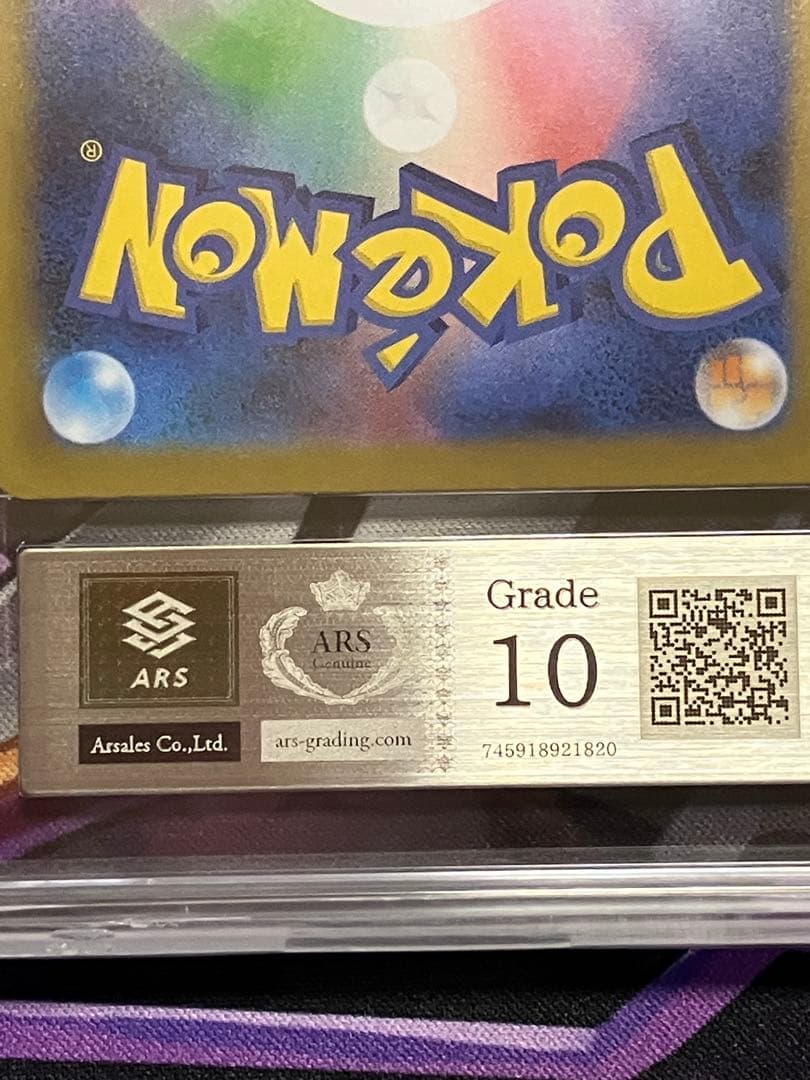 POKéMON
®
ARS
Arsales Co.,Ltd.
ARS
Genuine
ars-grading.com
Grade
10
745918921820